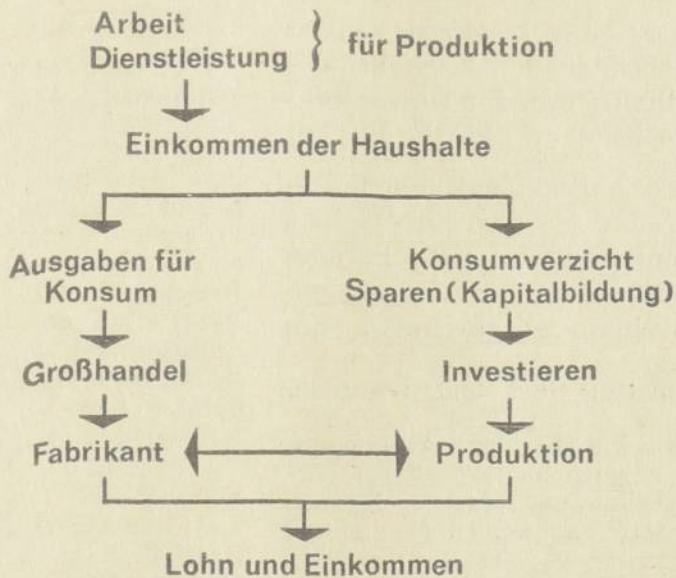 Arbeit
Dienstleistung
für Produktion
Einkommen der Haushalte
Ausgaben für
Konsum
Konsumverzicht
Sparen (Kapitalbildung)
Großhandel
Investieren
Fabrikant
Produktion
Lohn und Einkommen